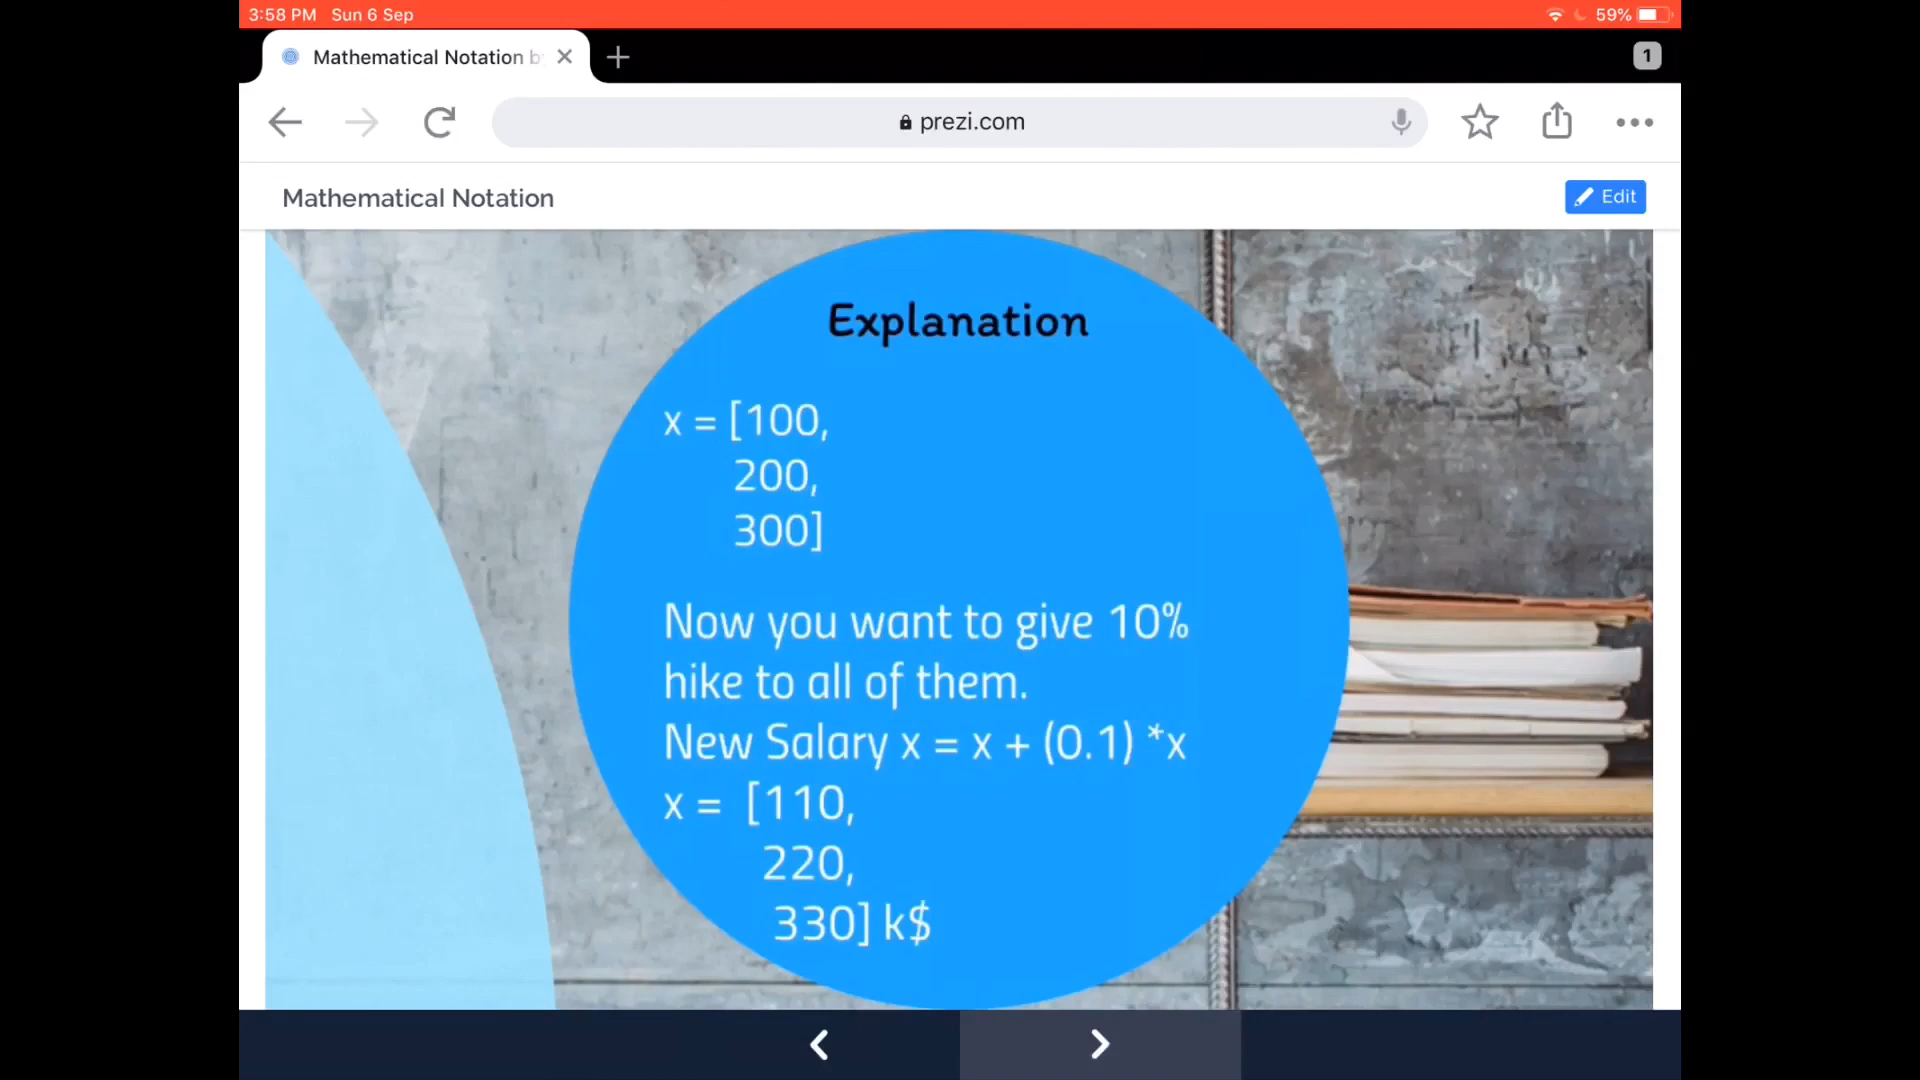 3:58 PM Sun 6 Sep
59%
Mathematical Notation b
1
prezi.com
Mathematical Notation
Edit
Explanation
x = [100,
200,
300]
Now you want to give 10%
hike to all of them.
New Salary x = x + (0.1) *x
x = [110,
220,
330] k$